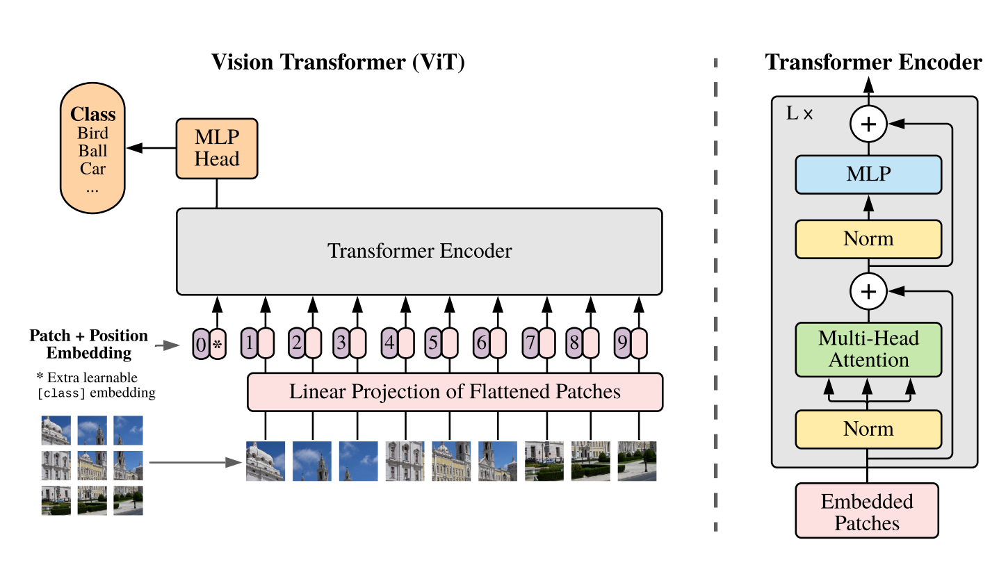 Vision Transformer (ViT)
Class
Bird
Ball
Car
...
MLP
Head
Transformer Encoder
Patch + Position
Embedding
0 * 1 2 3 4 5 6 7 8 9
* Extra learnable
[class] embedding
Linear Projection of Flattened Patches
Transformer Encoder
L x
+
MLP
Norm
+
Multi-Head
Attention
Norm
Embedded
Patches